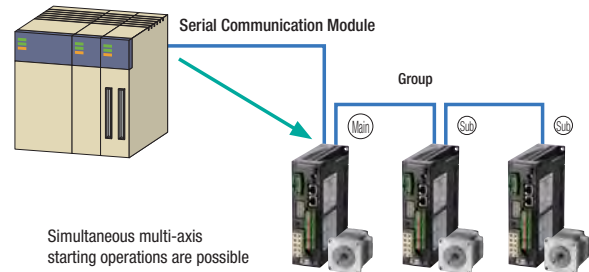 Serial Communication Module
Group
Main
Sub
Sub
Simultaneous multi-axis
starting operations are possible